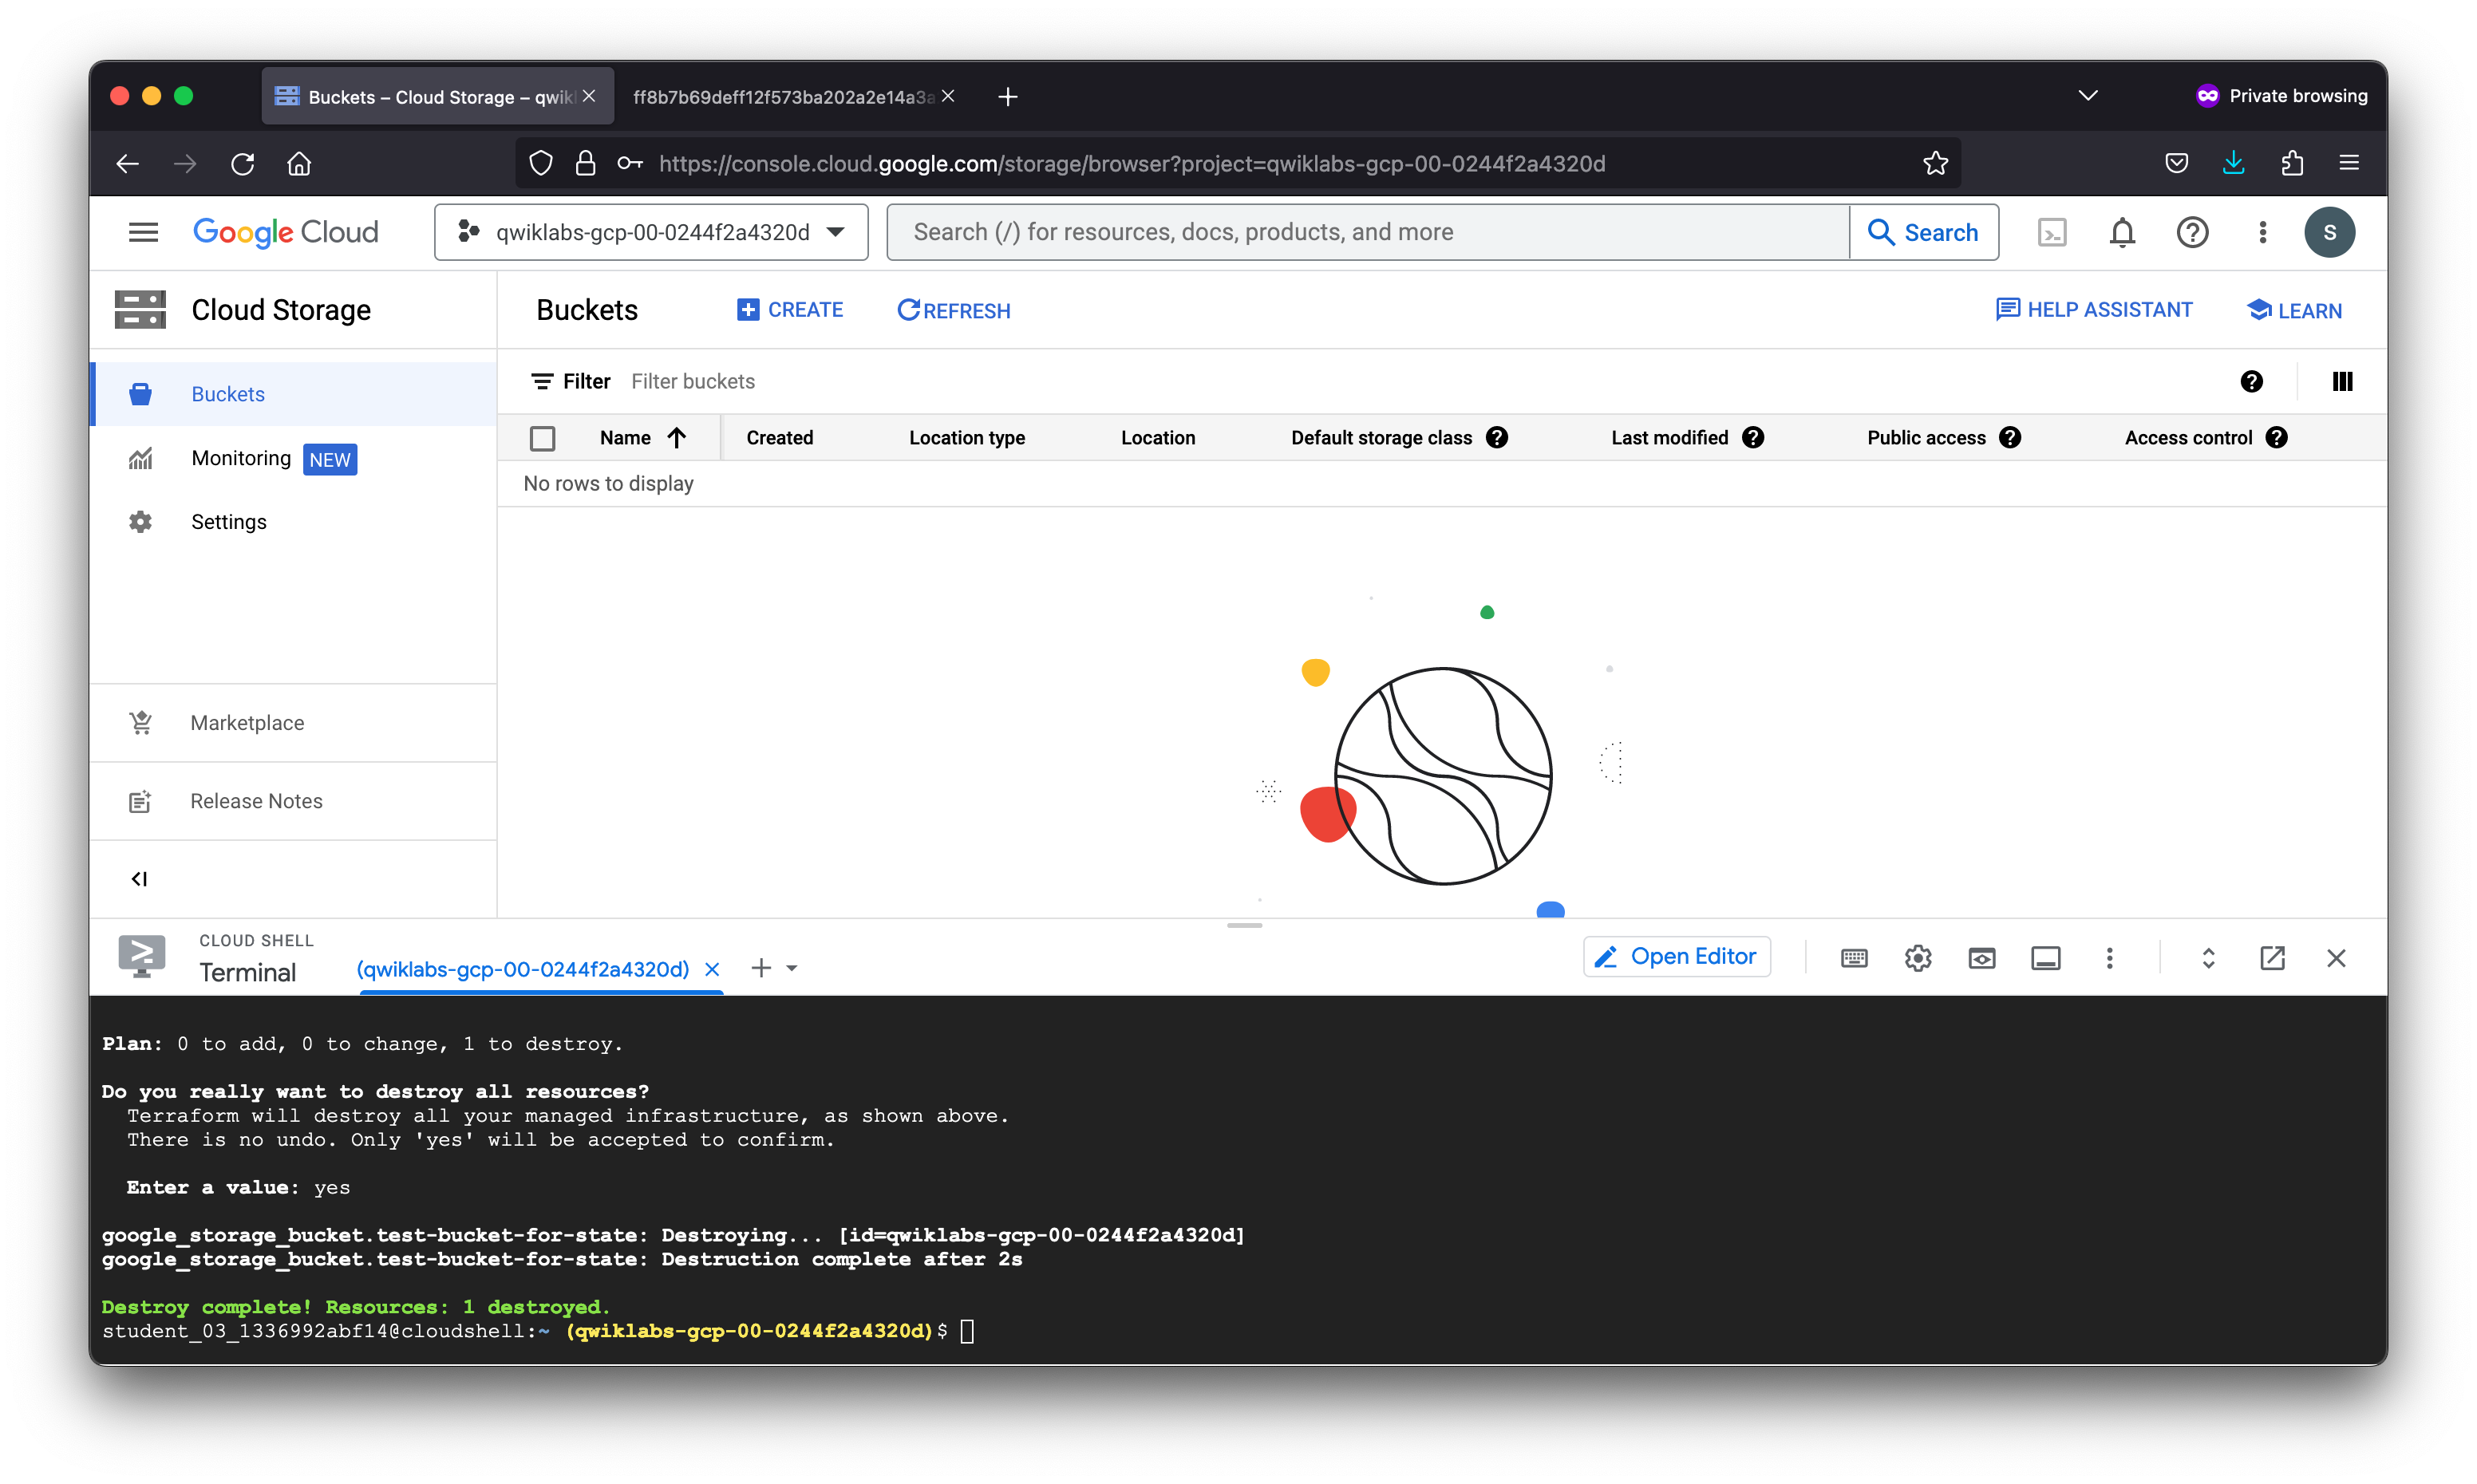 Buckets – Cloud Storage – qwikl
ff8b7b69deff12f573ba202a2e14a3a
Private browsing
https://console.cloud.google.com/storage/browser?project=qwiklabs-gcp-00-0244f2a4320d
Google Cloud
qwiklabs-gcp-00-0244f2a4320d
Search (/) for resources, docs, products, and more
Search
S
Cloud Storage
Buckets
CREATE
REFRESH
HELP ASSISTANT
LEARN
Buckets
Monitoring NEW
Settings
Marketplace
Release Notes
Filter Filter buckets
Name Created Location type Location Default storage class Last modified Public access Access control
No rows to display
CLOUD SHELL
Terminal
(qwiklabs-gcp-00-0244f2a4320d)
Open Editor
Plan: 0 to add, 0 to change, 1 to destroy.
Do you really want to destroy all resources?
Terraform will destroy all your managed infrastructure, as shown above.
There is no undo. Only 'yes' will be accepted to confirm.
Enter a value: yes
google_storage_bucket.test-bucket-for-state: Destroying... [id=qwiklabs-gcp-00-0244f2a4320d]
google_storage_bucket.test-bucket-for-state: Destruction complete after 2s
Destroy complete! Resources: 1 destroyed.
student_03_1336992abf14@cloudshell:~ (qwiklabs-gcp-00-0244f2a4320d)$